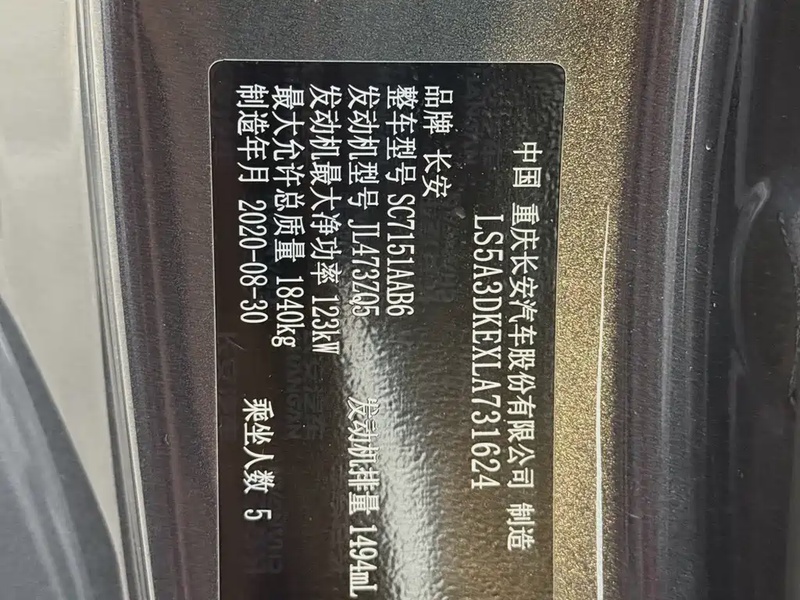 中国 重庆长安汽车股份有限公司 制造
LS5A3DKEXLA731624
品牌 长安
整车型号 SC7151AAB6
发动机型号 JL473ZQ5 发动机排量 1494mL
发动机最大净功率 123kW
最大允许总质量 1840kg
制造年月 2020-08-30 乘坐人数 5